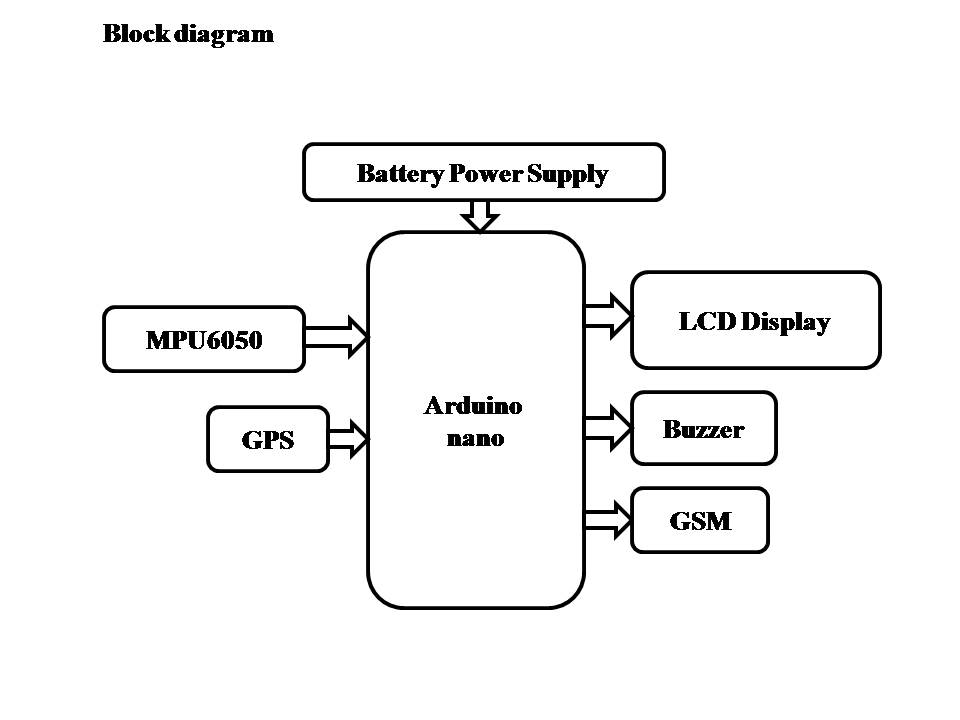 Block diagram
Battery Power Supply
MPU6050
LCD Display
Arduino
nano
GPS
Buzzer
GSM